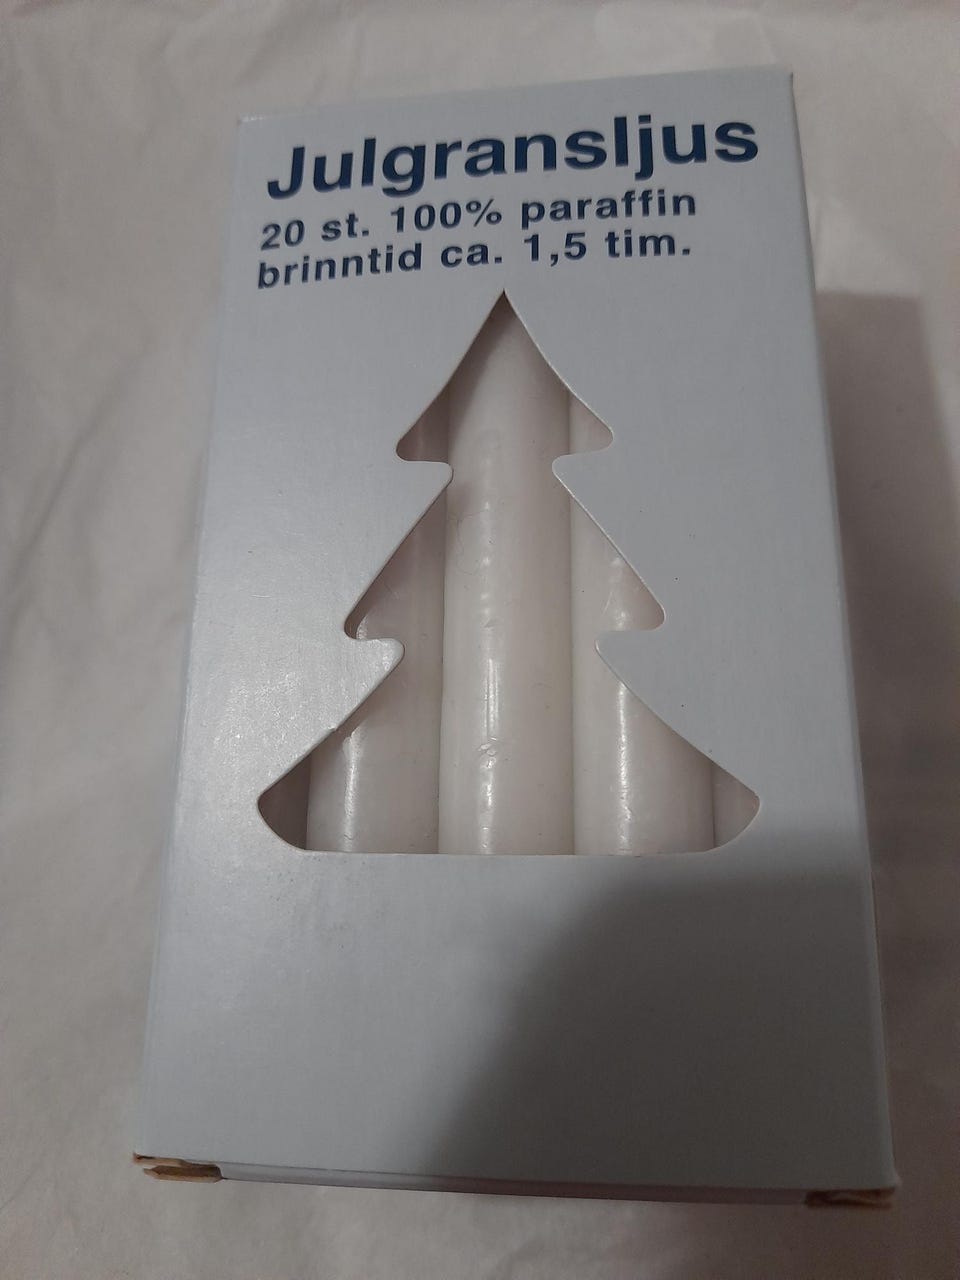 Julgransljus
20 st. 100% paraffin
brinntid ca. 1,5 tim.